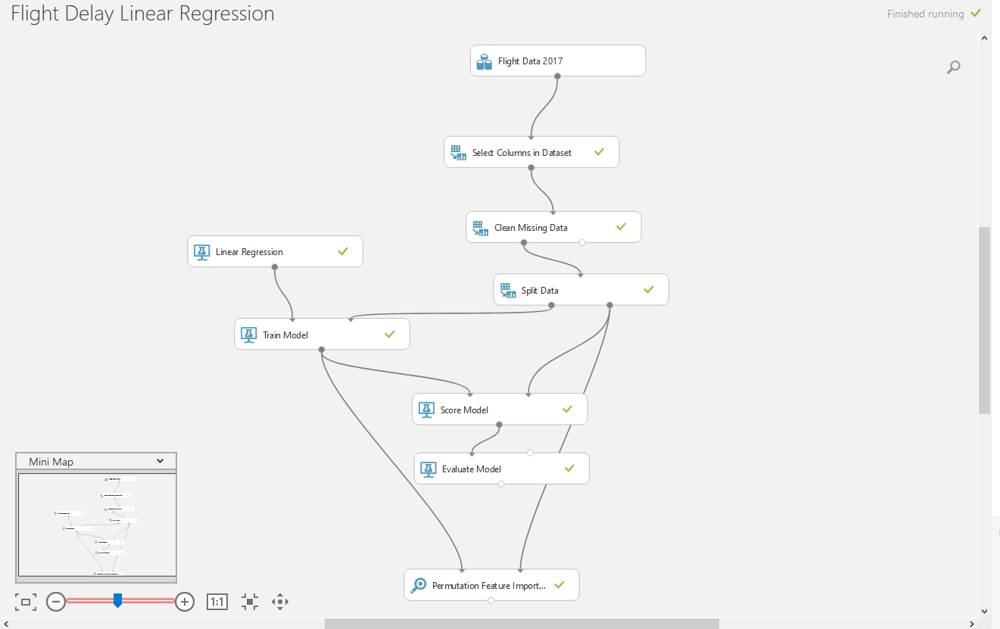 Flight Delay Linear Regression
Finished running
Flight Data 2017
Select Columns in Dataset
Clean Missing Data
Linear Regression
Split Data
Train Model
Score Model
Evaluate Model
Mini Map
Permutation Feature Import...
1:1